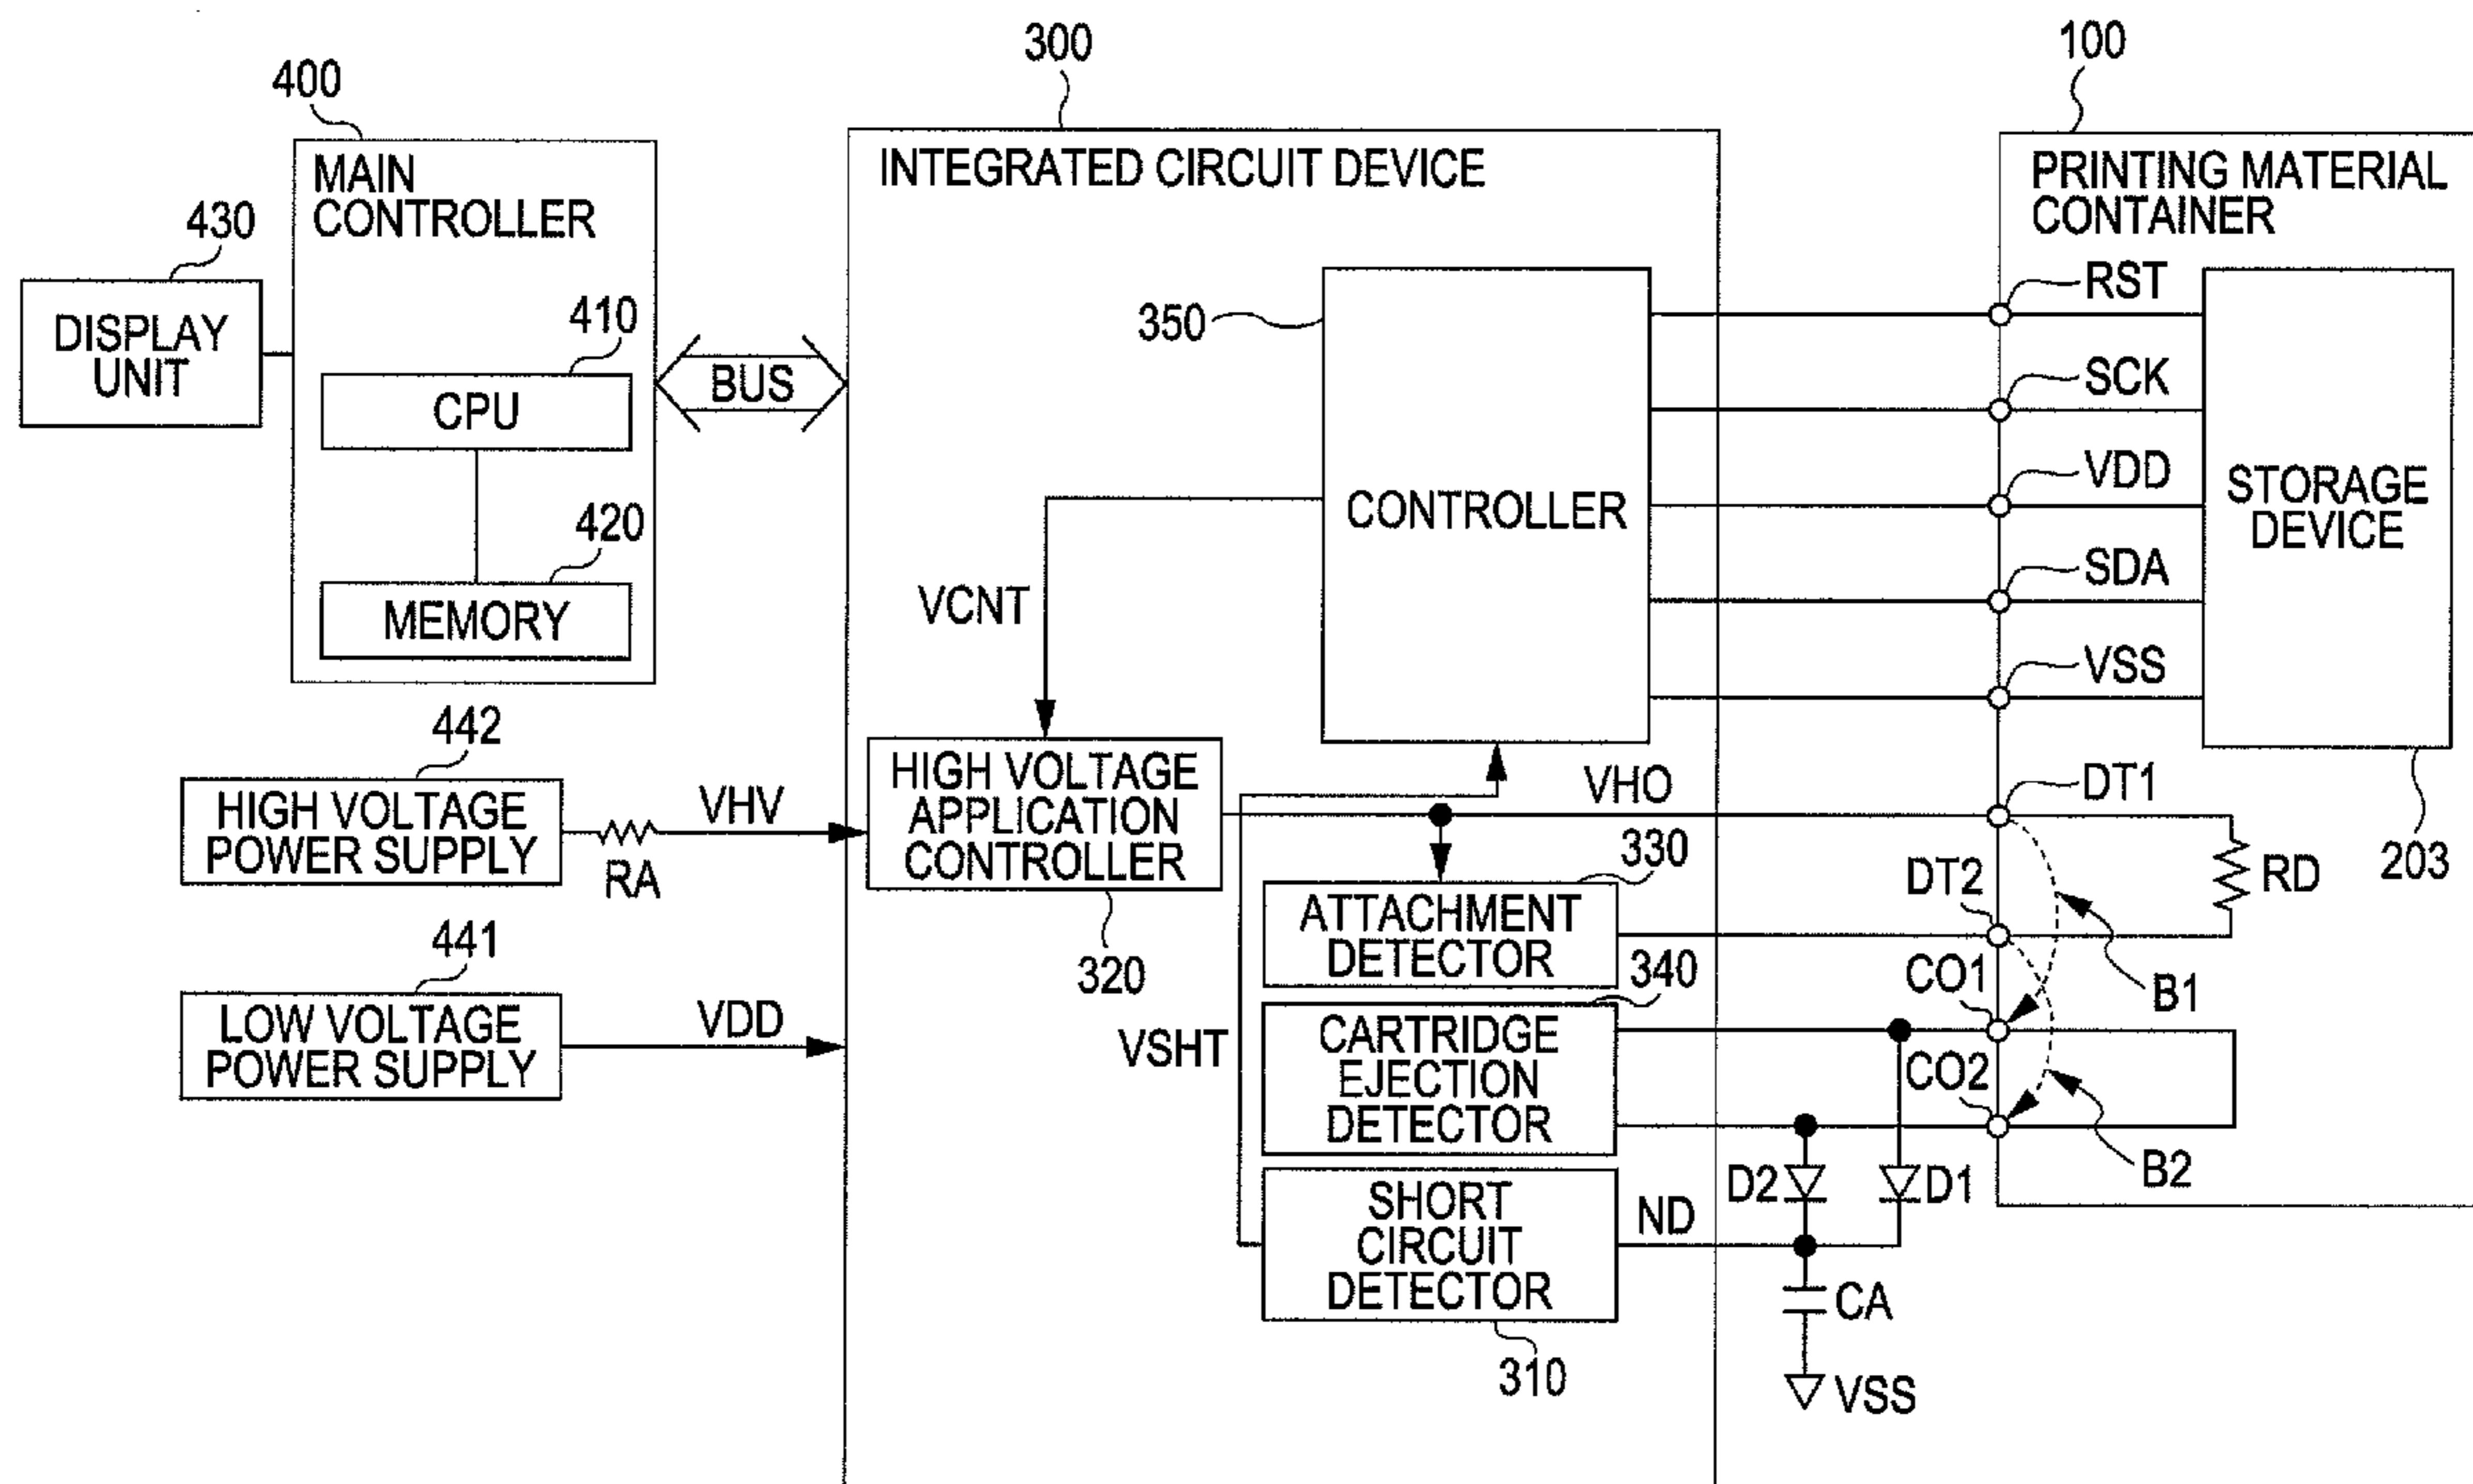 300
100
400
MAIN
CONTROLLER
INTEGRATED CIRCUIT DEVICE
PRINTING MATERIAL
CONTAINER
430
DISPLAY
UNIT
410
CPU
BUS
420
MEMORY
350
CONTROLLER
RST
SCK
VDD
SDA
VSS
STORAGE
DEVICE
203
VCNT
442
HIGH VOLTAGE
POWER SUPPLY
RA
VHV
HIGH VOLTAGE
APPLICATION
CONTROLLER
320
VHO
DT1
330
ATTACHMENT
DETECTOR
DT2
RD
441
LOW VOLTAGE
POWER SUPPLY
VDD
340
CO1
B1
VSHT
CARTRIDGE
EJECTION
DETECTOR
CO2
B2
D2
D1
SHORT
CIRCUIT
DETECTOR
ND
310
CA
VSS